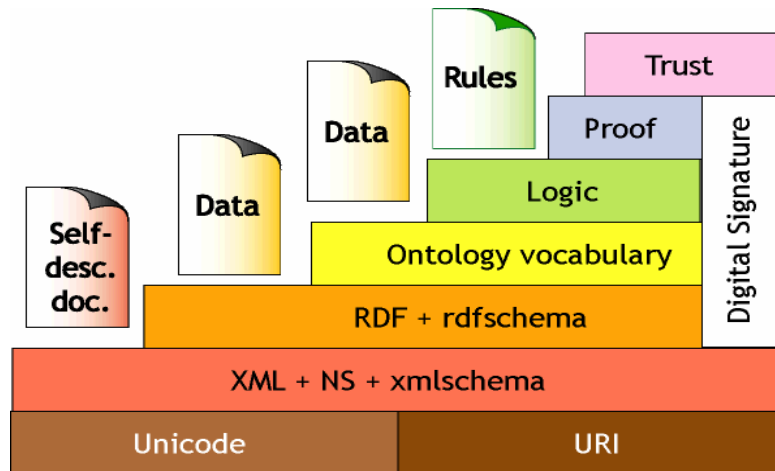 Rules
Trust
Data
Proof
Data
Logic
Self-
desc.
doc.
Ontology vocabulary
Digital Signature
RDF + rdfschema
XML + NS + xmlschema
Unicode
URI